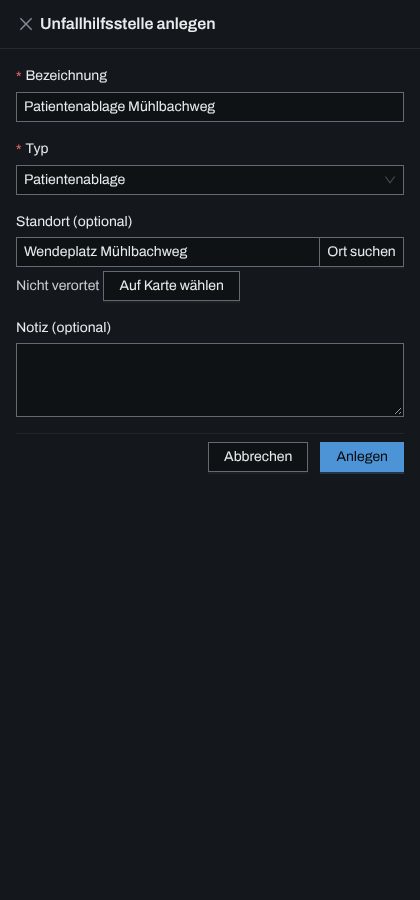 Unfallhilfsstelle anlegen
* Bezeichnung
Patientenablage Mühlbachweg
* Typ
Patientenablage
Standort (optional)
Wendeplatz Mühlbachweg Ort suchen
Nicht verortet Auf Karte wählen
Notiz (optional)
Abbrechen Anlegen